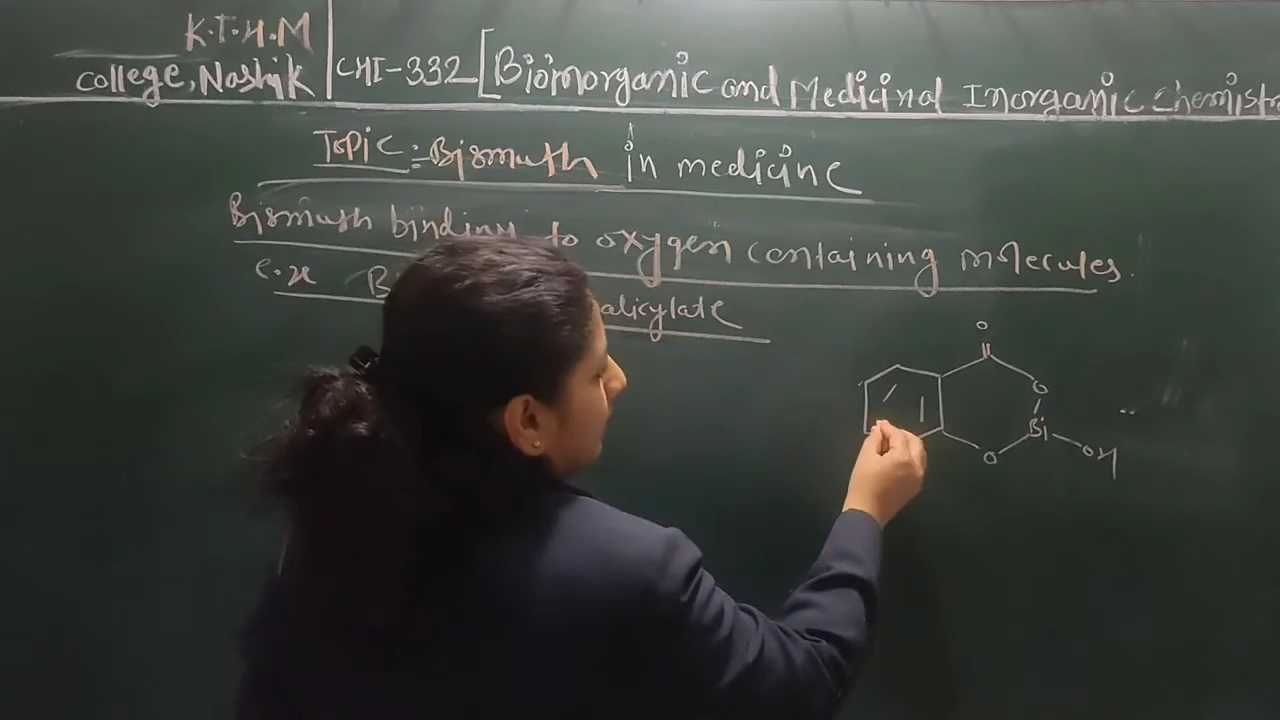 K.T.H.M
college, Nashik
CHI-332 [Bioinorganic and Medicinal Inorganic Chemistr
Topic:- Bismuth in medicine
Bismuth binding to oxygen containing molecules.
e.x B alicylate
O
O
Bi
O
OH